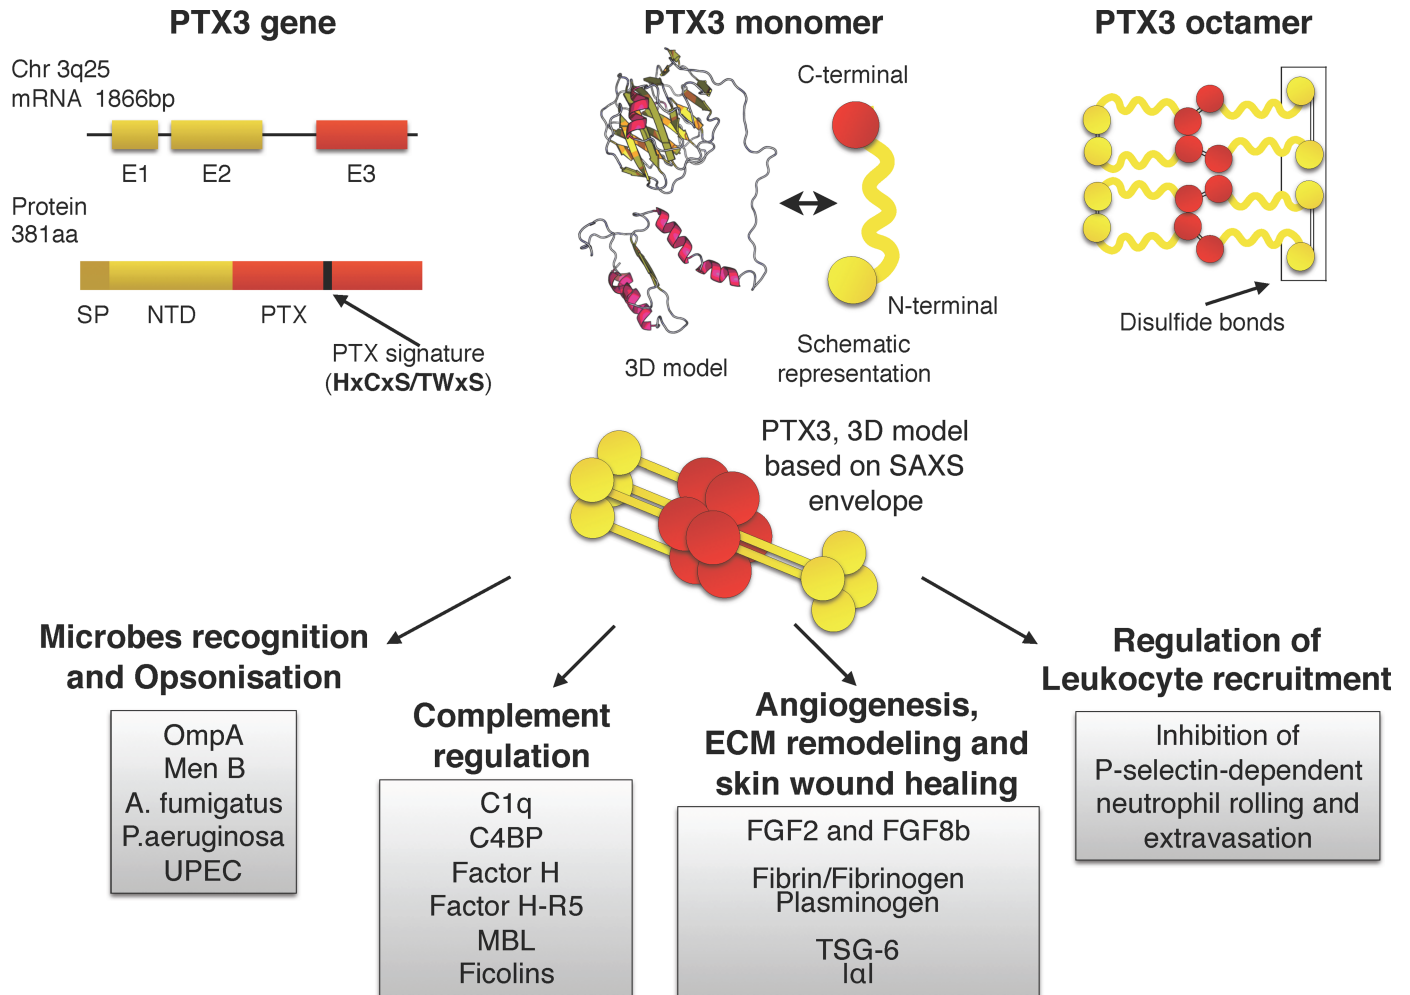 PTX3 gene
Chr 3q25
mRNA 1866bp
E1
E2
E3
Protein
381aa
SP
NTD
PTX
PTX signature
(HxCxS/TWxS)
PTX3 monomer
C-terminal
N-terminal
3D model
Schematic
representation
PTX3 octamer
Disulfide bonds
PTX3, 3D model
based on SAXS
envelope
Microbes recognition
and Opsonisation
OmpA
Men B
A. fumigatus
P.aeruginosa
UPEC
Complement
regulation
C1q
C4BP
Factor H
Factor H-R5
MBL
Ficolins
Angiogenesis,
ECM remodeling and
skin wound healing
FGF2 and FGF8b
Fibrin/Fibrinogen
Plasminogen
TSG-6
IαI
Regulation of
Leukocyte recruitment
Inhibition of
P-selectin-dependent
neutrophil rolling and
extravasation